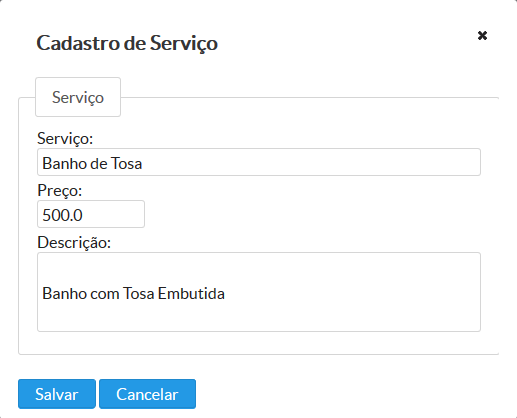 Cadastro de Serviço
Serviço
Serviço:
Banho de Tosa
Preço:
500.0
Descrição:
Banho com Tosa Embutida
Salvar Cancelar